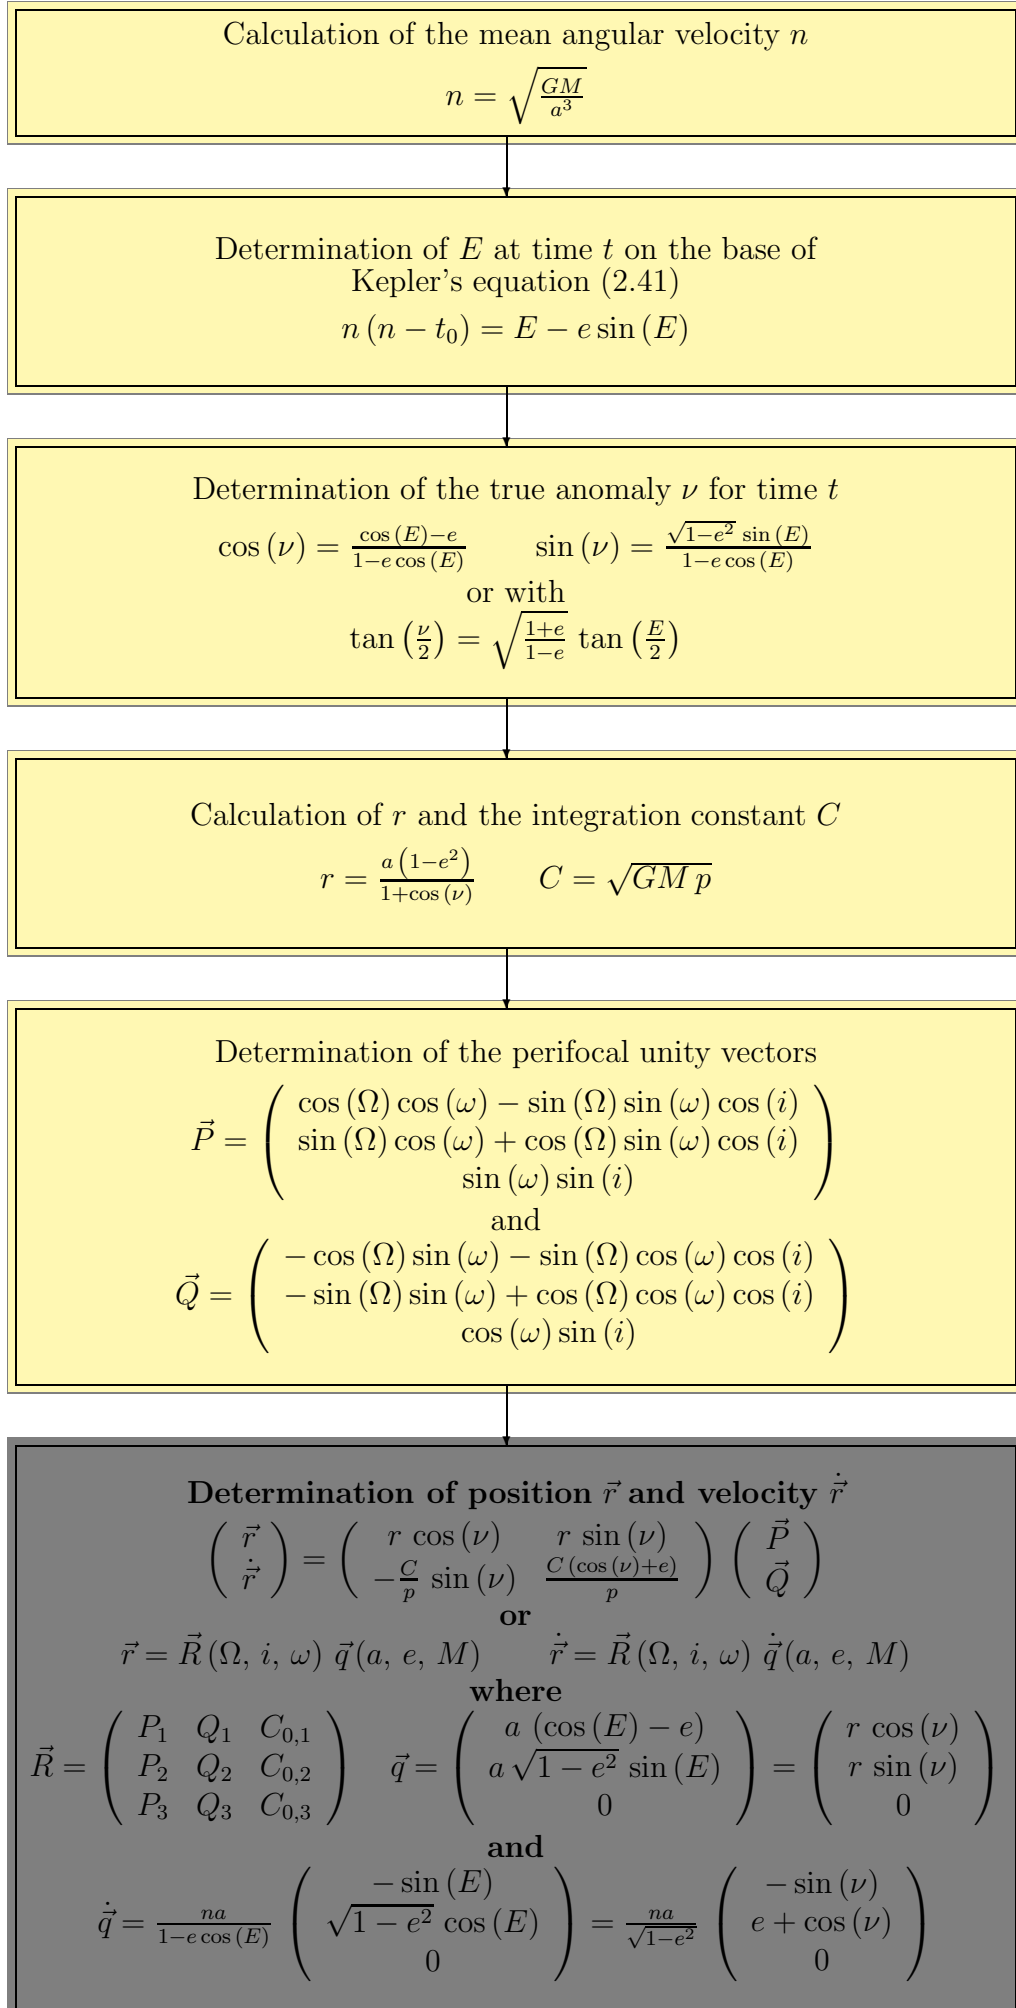 Calculation of the mean angular velocity n
n = √(GM/a³)
Determination of E at time t on the base of
Kepler's equation (2.41)
n (n − t₀) = E − e sin (E)
Determination of the true anomaly ν for time t
cos (ν) = (cos (E)−e)/(1−e cos (E))    sin (ν) = (√(1−e²) sin (E))/(1−e cos (E))
or with
tan (ν/2) = √((1+e)/(1−e)) tan (E/2)
Calculation of r and the integration constant C
r = a (1−e²)/(1+cos (ν))    C = √(GM p)
Determination of the perifocal unity vectors
cos (Ω) cos (ω) − sin (Ω) sin (ω) cos (i)
P⃗ = ( sin (Ω) cos (ω) + cos (Ω) sin (ω) cos (i) )
sin (ω) sin (i)
and
− cos (Ω) sin (ω) − sin (Ω) cos (ω) cos (i)
Q⃗ = ( − sin (Ω) sin (ω) + cos (Ω) cos (ω) cos (i) )
cos (ω) sin (i)
Determination of position r⃗ and velocity ṙ⃗
( r⃗ ; ṙ⃗ ) = ( r cos (ν)  r sin (ν) ; −C/p sin (ν)  C (cos (ν)+e)/p ) ( P⃗ ; Q⃗ )
or
r⃗ = R⃗ (Ω, i, ω) q⃗ (a, e, M)    ṙ⃗ = R⃗ (Ω, i, ω) q̇⃗ (a, e, M)
where
R⃗ = ( P₁ Q₁ C₀,₁ ; P₂ Q₂ C₀,₂ ; P₃ Q₃ C₀,₃ )    q⃗ = ( a (cos (E) − e) ; a √(1 − e²) sin (E) ; 0 ) = ( r cos (ν) ; r sin (ν) ; 0 )
and
q̇⃗ = na/(1−e cos (E)) ( − sin (E) ; √(1 − e²) cos (E) ; 0 ) = na/√(1−e²) ( − sin (ν) ; e + cos (ν) ; 0 )